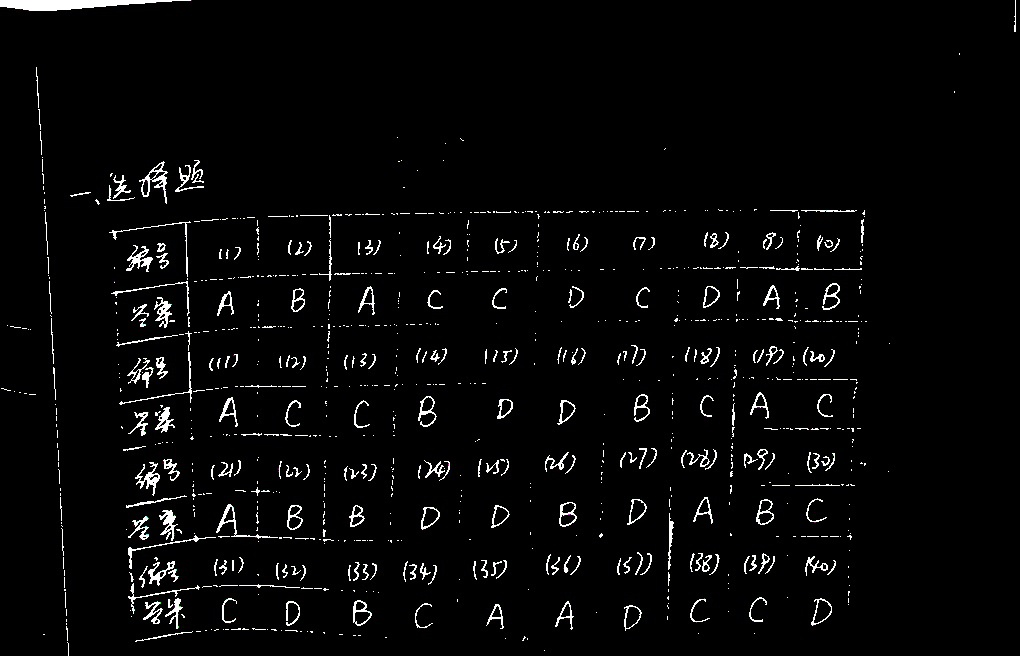 一、选择题
编号 (1) (2) (3) (4) (5) (6) (7) (8) (9) (10)
答案 A B A C C D C D A B
编号 (11) (12) (13) (14) (15) (16) (17) (18) (19) (20)
答案 A C C B D D B C A C
编号 (21) (22) (23) (24) (25) (26) (27) (28) (29) (30)
答案 A B B D D B D A B C
编号 (31) (32) (33) (34) (35) (36) (37) (38) (39) (40)
答案 C D B C A A D C C D